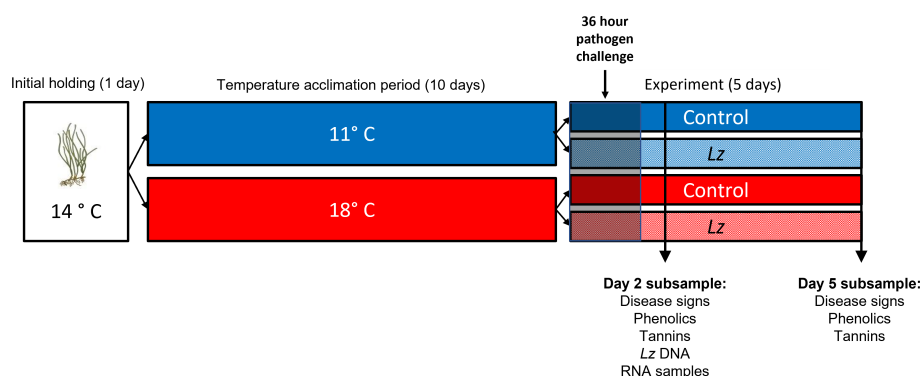 36 hour
pathogen
challenge
Initial holding (1 day)
Temperature acclimation period (10 days)
Experiment (5 days)
14 ° C
11° C
18° C
Control
Lz
Control
Lz
Day 2 subsample:
Disease signs
Phenolics
Tannins
Lz DNA
RNA samples
Day 5 subsample:
Disease signs
Phenolics
Tannins